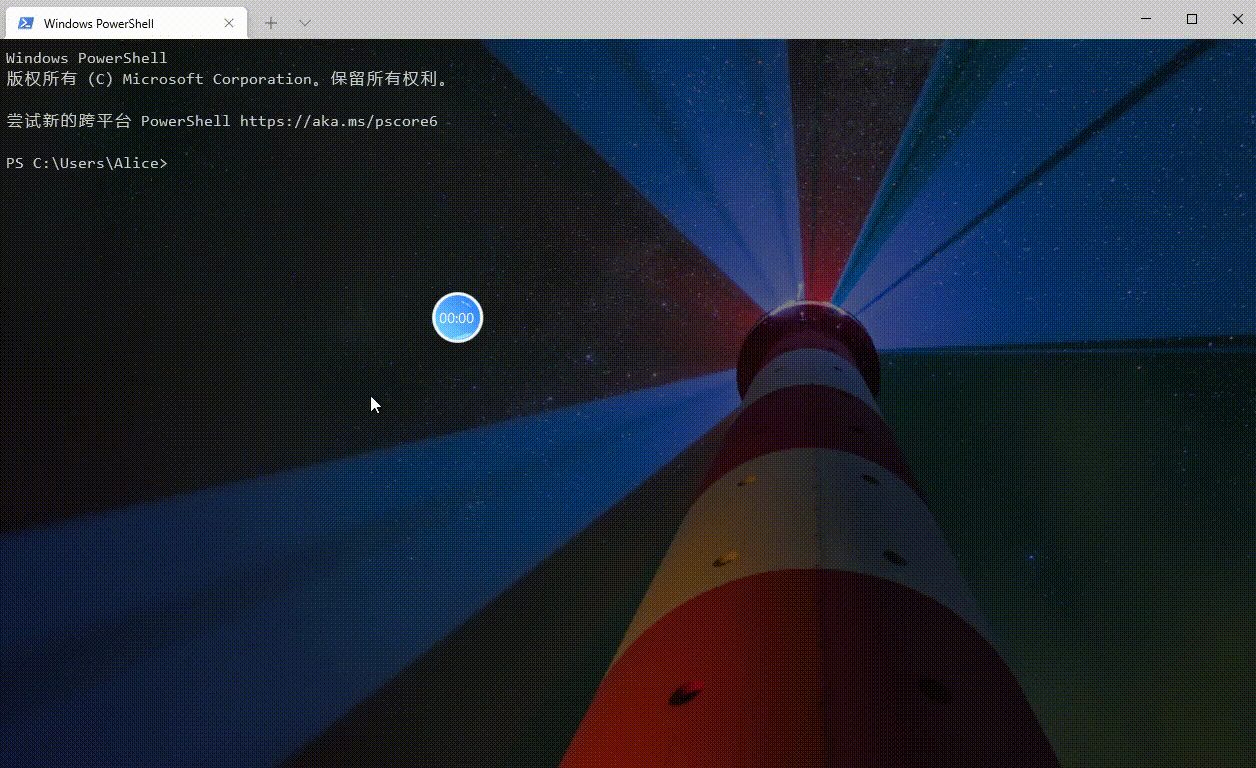 Windows PowerShell
Windows PowerShell
版权所有 (C) Microsoft Corporation。保留所有权利。
尝试新的跨平台 PowerShell https://aka.ms/pscore6
PS C:\Users\Alice>
00:00